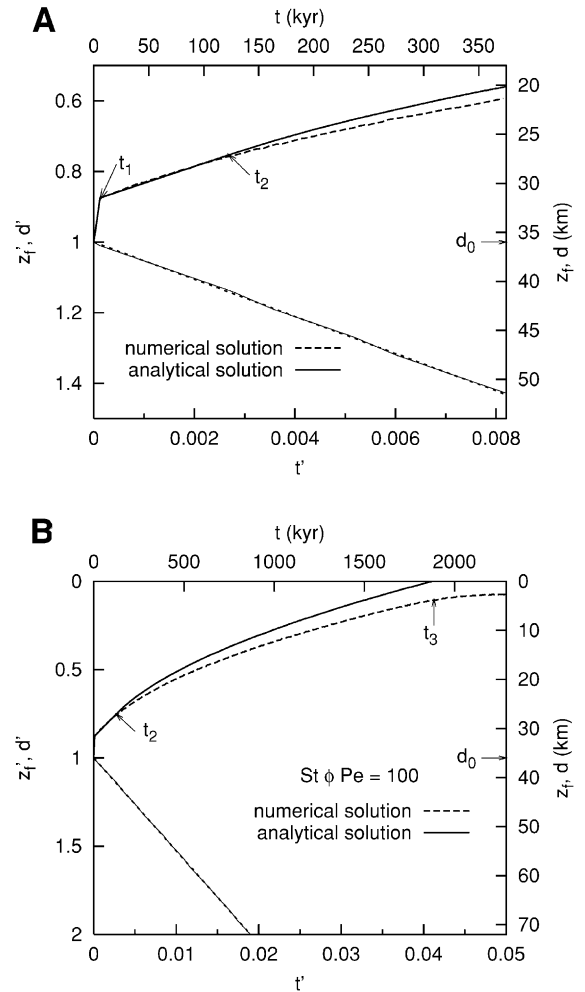 A
t (kyr)
0 50 100 150 200 250 300 350
0.6
0.8
1
1.2
1.4
z_f', d'
20
25
30
35
40
45
50
z_f, d (km)
t_1
t_2
d_0
numerical solution
analytical solution
0 0.002 0.004 0.006 0.008
t'
B
t (kyr)
0 500 1000 1500 2000
0
0.5
1
1.5
2
z_f', d'
0
10
20
30
40
50
60
70
z_f, d (km)
t_3
t_2
d_0
St ϕ Pe = 100
numerical solution
analytical solution
0 0.01 0.02 0.03 0.04 0.05
t'